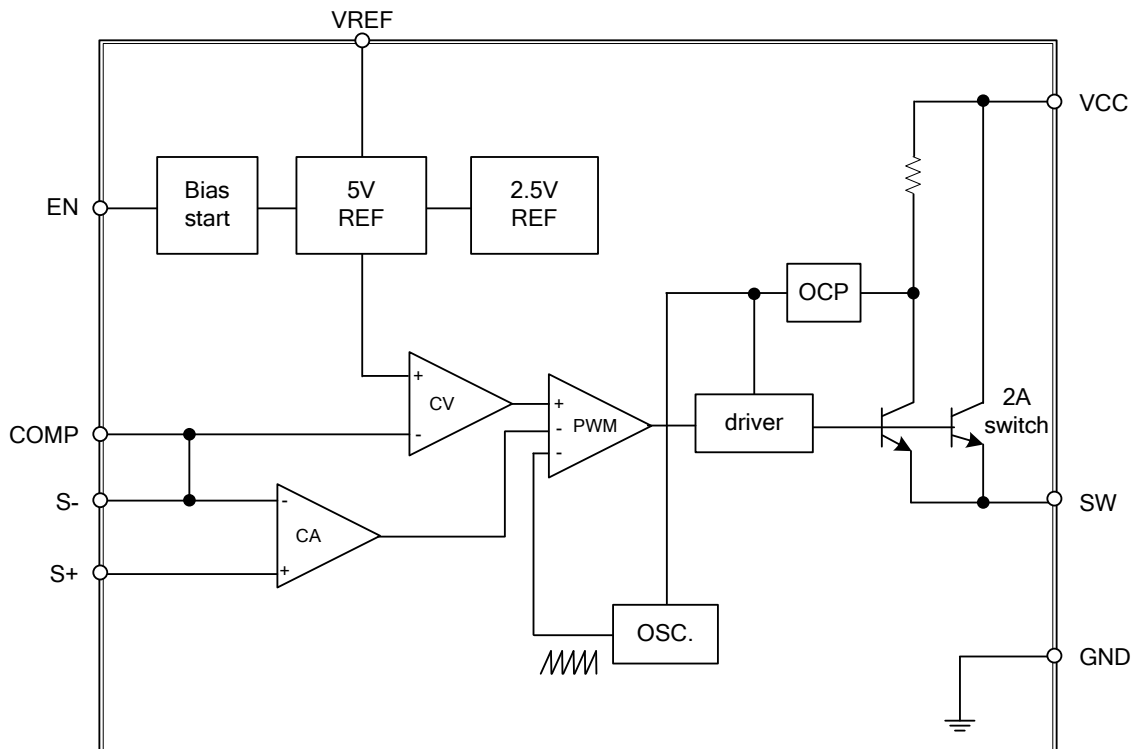 VREF
VCC
Bias
start
5V
REF
2.5V
REF
EN
OCP
+
CV
-
2A
switch
+
PWM
-
-
driver
COMP
S-
-
CA
+
S+
SW
OSC.
GND